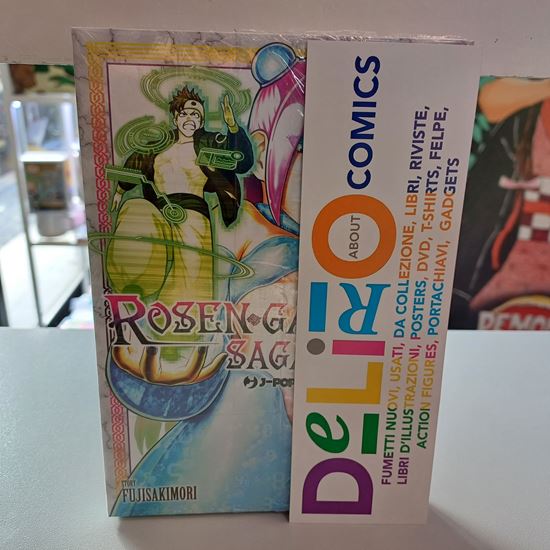 ROSEN-GA
SAGA
J-POP
STORY
FUJISAKIMORI
DeLiRiO
ABOUT
COMICS
FUMETTI NUOVI, USATI, DA COLLEZIONE, LIBRI, RIVISTE,
LIBRI D'ILLUSTRAZIONI, POSTERS, DVD, T-SHIRTS, FELPE,
ACTION FIGURES, PORTACHIAVI, GADGETS